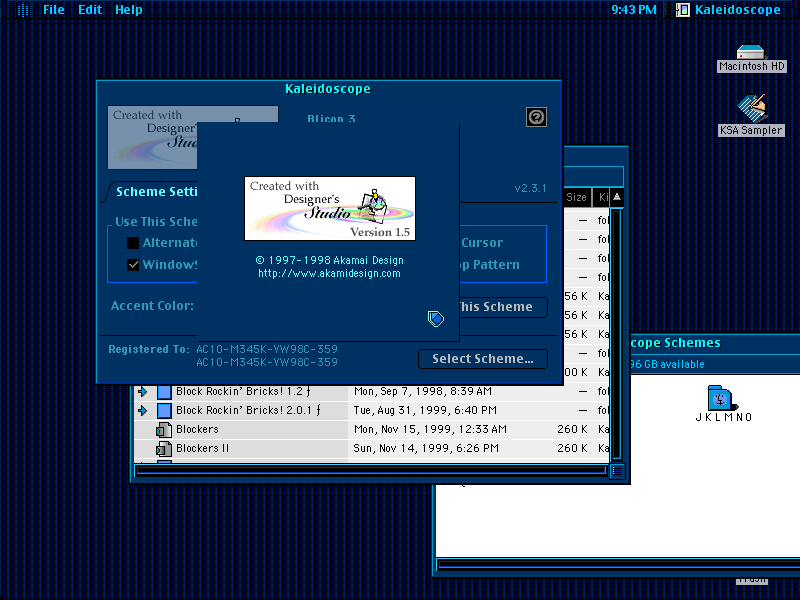 File Edit Help
9:43 PM Kaleidoscope
Macintosh HD
KSA Sampler
Kaleidoscope
Created with
Designer's
Blicon 3
v2.3.1
Created with
Designer's
Studio
Version 1.5
© 1997-1998 Akamai Design
http://www.akamidesign.com
Scheme Setti
Use This Sche
Alternat
Window
Cursor
op Pattern
Accent Color:
This Scheme
Registered To: AC10-M345K-YW98C-359
AC10-M345K-YW98C-359
Select Scheme...
Size Ki
— fol
— fol
— fol
— fol
56 K Ka
56 K Ka
56 K Ka
— fol
00 K Ka
Block Rockin' Bricks! 1.2 ƒ Mon, Sep 7, 1998, 8:39 AM — fol
Block Rockin' Bricks! 2.0.1 ƒ Tue, Aug 31, 1999, 6:40 PM — fol
Blockers Mon, Nov 15, 1999, 12:33 AM 260 K Ka
Blockers II Sun, Nov 14, 1999, 6:26 PM 260 K Ka
cope Schemes
96 GB available
J K L M N O